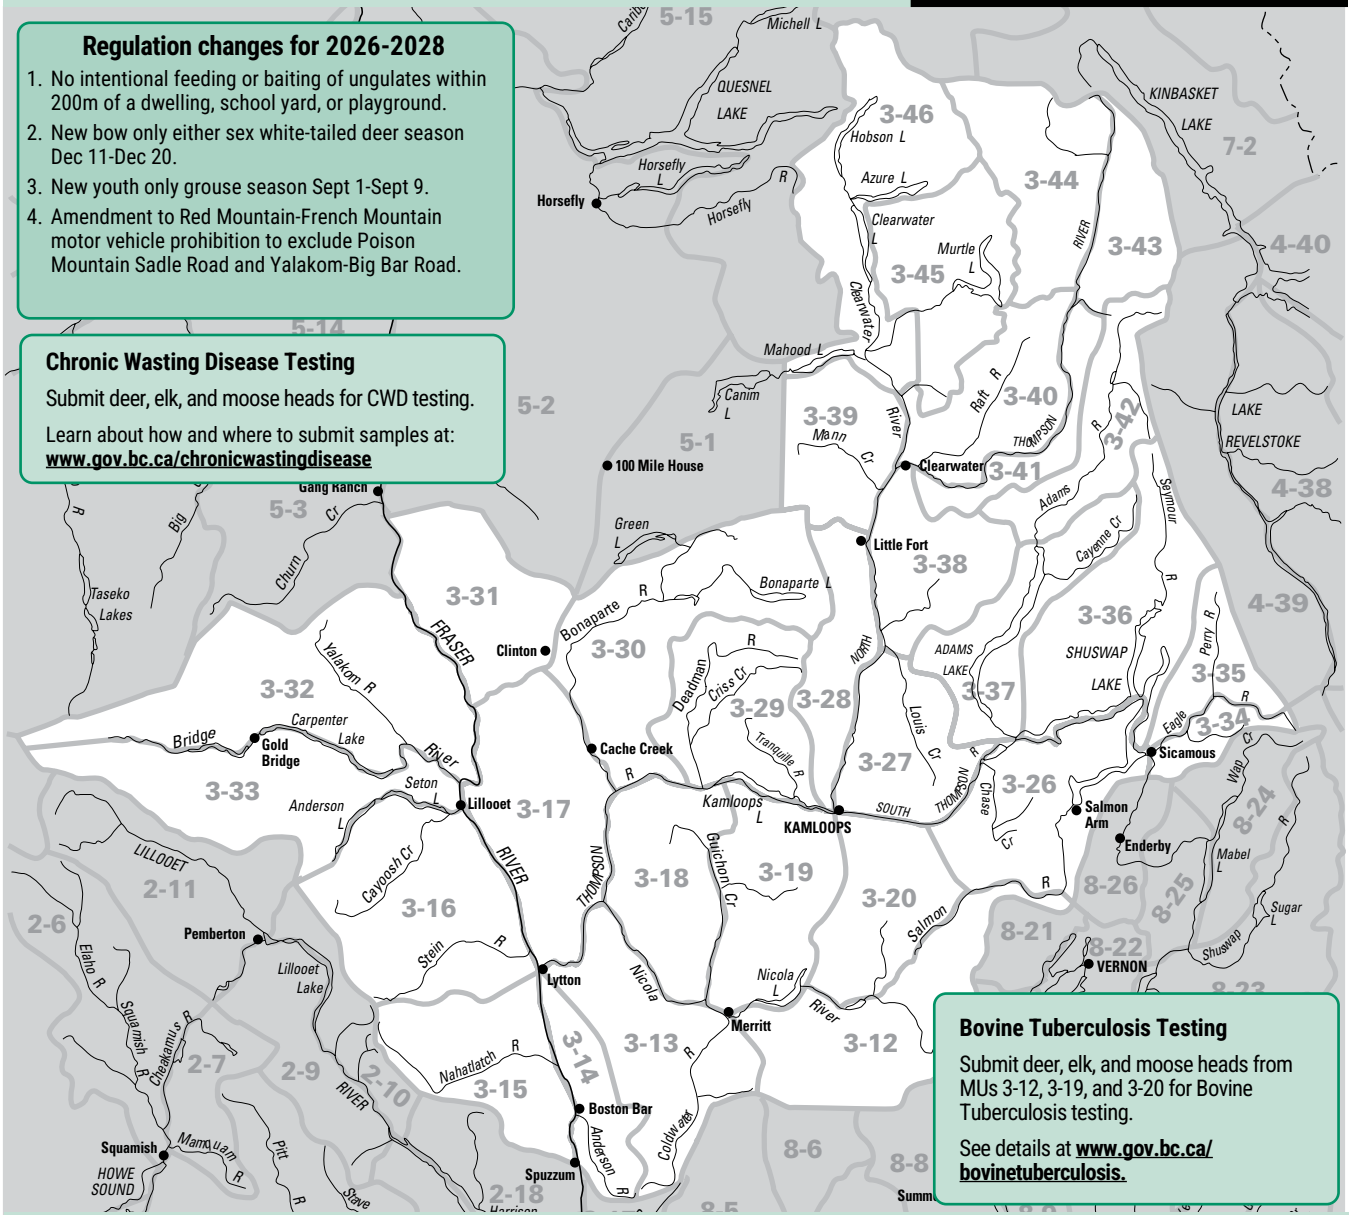 Regulation changes for 2026-2028
1. No intentional feeding or baiting of ungulates within
200m of a dwelling, school yard, or playground.
2. New bow only either sex white-tailed deer season
Dec 11-Dec 20.
3. New youth only grouse season Sept 1-Sept 9.
4. Amendment to Red Mountain-French Mountain
motor vehicle prohibition to exclude Poison
Mountain Sadle Road and Yalakom-Big Bar Road.
Chronic Wasting Disease Testing
Submit deer, elk, and moose heads for CWD testing.
Learn about how and where to submit samples at:
www.gov.bc.ca/chronicwastingdisease
5-15
Michell L
QUESNEL
LAKE
Horsefly
L
Horsefly
Horsefly
R
3-46
Hobson L
Azure L
Clearwater
L
Murtle
L
3-45
3-44
RIVER
3-43
KINBASKET
LAKE
7-2
4-40
5-14
5-2
5-1
Mahood L
Canim
L
Clearwater
River
3-39
Mann
Cr
Raft
R
3-40
THOMPSON
3-41
3-42
R
Adams
LAKE
REVELSTOKE
4-38
100 Mile House
Clearwater
Gang Ranch
5-3
Cr
Churn
Big
R
Taseko
Lakes
Green
L
Little Fort
3-38
Cayenne Cr
Seymour
R
4-39
3-31
FRASER
Bonaparte
R
Bonaparte L
3-30
Clinton
3-36
SHUSWAP
LAKE
ADAMS
LAKE
3-37
Perry
R
3-35
R
3-34
Eagle
Yalakom R
3-32
Carpenter
Lake
Bridge
Gold
Bridge
River
3-33
Seton
L
Anderson
L
Lillooet
Deadman
R
Criss Cr
3-29
Tranquille R
3-28
NORTH
Louis
Cr
3-27
Cache Creek
R
3-17
Kamloops
L
KAMLOOPS
SOUTH
THOMPSON
R
Chase
Cr
3-26
Salmon
Arm
Sicamous
Wap
Cr
8-24
R
Enderby
Mabel
L
LILLOOET
2-11
Cayoosh Cr
3-16
RIVER
THOMPSON
3-18
Guichon
Cr
3-19
3-20
Salmon
R
8-26
8-25
Sugar
L
2-6
Pemberton
Elaho R
Lillooet
Lake
Stein
R
Lytton
Nicola
Nicola
L
8-21
8-22
VERNON
Shuswap
8-23
Squamish
R
Cheakamus
R
2-7
2-9
2-10
RIVER
Nahatlatch
R
3-15
3-14
3-13
R
Merritt
River
3-12
Squamish
Mamquam
R
HOWE
SOUND
Pitt
R
Stave
Boston Bar
Anderson
R
Spuzzum
2-18
Harrison
Coldwater
8-5
8-6
8-8
Bovine Tuberculosis Testing
Submit deer, elk, and moose heads from
MUs 3-12, 3-19, and 3-20 for Bovine
Tuberculosis testing.
See details at www.gov.bc.ca/
bovinetuberculosis.